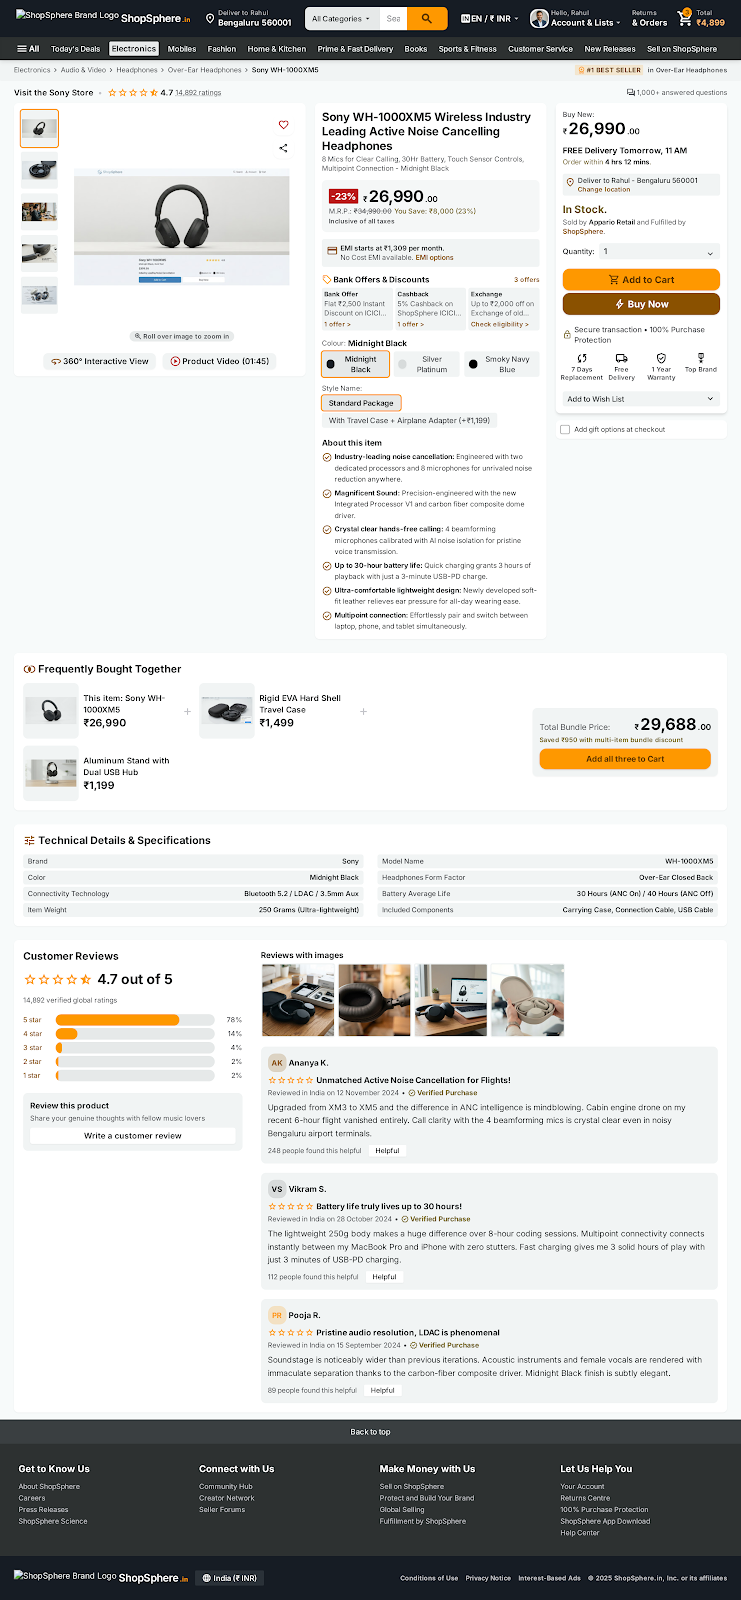 ShopSphere Brand Logo ShopSphere.in
Deliver to Rahul
Bengaluru 560001
All Categories
Sea
EN / ₹ INR
Hello, Rahul
Account & Lists
Returns
& Orders
3
Total
₹4,899
All
Today's Deals
Electronics
Mobiles
Fashion
Home & Kitchen
Prime & Fast Delivery
Books
Sports & Fitness
Customer Service
New Releases
Sell on ShopSphere
Electronics > Audio & Video > Headphones > Over-Ear Headphones > Sony WH-1000XM5
#1 BEST SELLER in Over-Ear Headphones
Visit the Sony Store • 4.7 14,892 ratings
1,000+ answered questions
Roll over image to zoom in
360° Interactive View
Product Video (01:45)
Sony WH-1000XM5 Wireless Industry
Leading Active Noise Cancelling
Headphones
8 Mics for Clear Calling, 30Hr Battery, Touch Sensor Controls,
Multipoint Connection - Midnight Black
-23% ₹26,990.00
M.R.P.: ₹34,990.00 You Save: ₹8,000 (23%)
Inclusive of all taxes
EMI starts at ₹1,309 per month.
No Cost EMI available. EMI options
Bank Offers & Discounts
3 offers
Bank Offer
Flat ₹2,500 Instant
Discount on ICICI...
1 offer >
Cashback
5% Cashback on
ShopSphere ICIC...
1 offer >
Exchange
Up to ₹2,000 off on
Exchange of old...
Check eligibility >
Colour: Midnight Black
Midnight
Black
Silver
Platinum
Smoky Navy
Blue
Style Name:
Standard Package
With Travel Case + Airplane Adapter (+₹1,199)
About this item
Industry-leading noise cancellation: Engineered with two
dedicated processors and 8 microphones for unrivaled noise
reduction anywhere.
Magnificent Sound: Precision-engineered with the new
Integrated Processor V1 and carbon fiber composite dome
driver.
Crystal clear hands-free calling: 4 beamforming
microphones calibrated with AI noise isolation for pristine
voice transmission.
Up to 30-hour battery life: Quick charging grants 3 hours of
playback with just a 3-minute USB-PD charge.
Ultra-comfortable lightweight design: Newly developed soft-
fit leather relieves ear pressure for all-day wearing ease.
Multipoint connection: Effortlessly pair and switch between
laptop, phone, and tablet simultaneously.
Buy New:
₹26,990.00
FREE Delivery Tomorrow, 11 AM
Order within 4 hrs 12 mins.
Deliver to Rahul - Bengaluru 560001
Change location
In Stock.
Sold by Appario Retail and Fulfilled by
ShopSphere.
Quantity: 1
Add to Cart
Buy Now
Secure transaction • 100% Purchase
Protection
7 Days
Replacement
Free
Delivery
1 Year
Warranty
Top Brand
Add to Wish List
Add gift options at checkout
Frequently Bought Together
This item: Sony WH-
1000XM5
₹26,990
+
Rigid EVA Hard Shell
Travel Case
₹1,499
+
Aluminum Stand with
Dual USB Hub
₹1,199
Total Bundle Price: ₹29,688.00
Saved ₹950 with multi-item bundle discount
Add all three to Cart
Technical Details & Specifications
Brand Sony
Model Name WH-1000XM5
Color Midnight Black
Headphones Form Factor Over-Ear Closed Back
Connectivity Technology Bluetooth 5.2 / LDAC / 3.5mm Aux
Battery Average Life 30 Hours (ANC On) / 40 Hours (ANC Off)
Item Weight 250 Grams (Ultra-lightweight)
Included Components Carrying Case, Connection Cable, USB Cable
Customer Reviews
4.7 out of 5
14,892 verified global ratings
5 star 78%
4 star 14%
3 star 4%
2 star 2%
1 star 2%
Review this product
Share your genuine thoughts with fellow music lovers
Write a customer review
Reviews with images
AK Ananya K.
Unmatched Active Noise Cancellation for Flights!
Reviewed in India on 12 November 2024 • Verified Purchase
Upgraded from XM3 to XM5 and the difference in ANC intelligence is mindblowing. Cabin engine drone on my
recent 6-hour flight vanished entirely. Call clarity with the 4 beamforming mics is crystal clear even in noisy
Bengaluru airport terminals.
248 people found this helpful Helpful
VS Vikram S.
Battery life truly lives up to 30 hours!
Reviewed in India on 28 October 2024 • Verified Purchase
The lightweight 250g body makes a huge difference over 8-hour coding sessions. Multipoint connectivity connects
instantly between my MacBook Pro and iPhone with zero stutters. Fast charging gives me 3 solid hours of play with
just 3 minutes of USB-PD charging.
112 people found this helpful Helpful
PR Pooja R.
Pristine audio resolution, LDAC is phenomenal
Reviewed in India on 15 September 2024 • Verified Purchase
Soundstage is noticeably wider than previous iterations. Acoustic instruments and female vocals are rendered with
immaculate separation thanks to the carbon-fiber composite driver. Midnight Black finish is subtly elegant.
89 people found this helpful Helpful
Back to top
Get to Know Us
About ShopSphere
Careers
Press Releases
ShopSphere Science
Connect with Us
Community Hub
Creator Network
Seller Forums
Make Money with Us
Sell on ShopSphere
Protect and Build Your Brand
Global Selling
Fulfillment by ShopSphere
Let Us Help You
Your Account
Returns Centre
100% Purchase Protection
ShopSphere App Download
Help Center
ShopSphere Brand Logo ShopSphere.in
India (₹ INR)
Conditions of Use Privacy Notice Interest-Based Ads © 2025 ShopSphere.in, Inc. or its affiliates